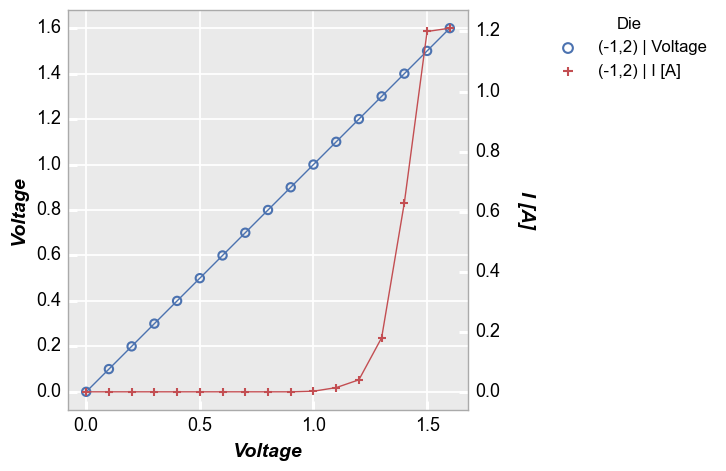 Die
(-1,2) | Voltage
(-1,2) | I [A]
Voltage
1.6
1.4
1.2
1.0
0.8
0.6
0.4
0.2
0.0
1.2
1.0
0.8
0.6
0.4
0.2
0.0
I [A]
0.0 0.5 1.0 1.5
Voltage